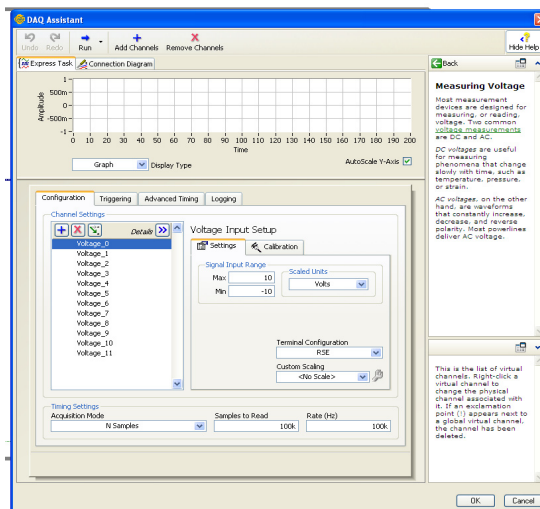 DAQ Assistant
Undo Redo Run Add Channels Remove Channels Hide Help
Express Task Connection Diagram
Back
1
500m
0
-500m
-1
Amplitude
0 10 20 30 40 50 60 70 80 90 100 110 120 130 140 150 160 170 180 190 200
Time
Graph Display Type AutoScale Y-Axis
Configuration Triggering Advanced Timing Logging
Channel Settings
Details
Voltage_0
Voltage_1
Voltage_2
Voltage_3
Voltage_4
Voltage_5
Voltage_6
Voltage_7
Voltage_8
Voltage_9
Voltage_10
Voltage_11
Voltage Input Setup
Settings Calibration
Signal Input Range
Max 10
Min -10
Scaled Units
Volts
Terminal Configuration
RSE
Custom Scaling
<No Scale>
Timing Settings
Acquisition Mode Samples to Read Rate (Hz)
N Samples 100k 100k
Measuring Voltage
Most measurement
devices are designed for
measuring, or reading,
voltage. Two common
voltage measurements
are DC and AC.
DC voltages are useful
for measuring
phenomena that change
slowly with time, such as
temperature, pressure,
or strain.
AC voltages, on the other
hand, are waveforms
that constantly increase,
decrease, and reverse
polarity. Most powerlines
deliver AC voltage.
This is the list of virtual
channels. Right-click a
virtual channel to
change the physical
channel associated with
it. If an exclamation
point (!) appears next to
a global virtual channel,
the channel has been
deleted.
OK Cancel